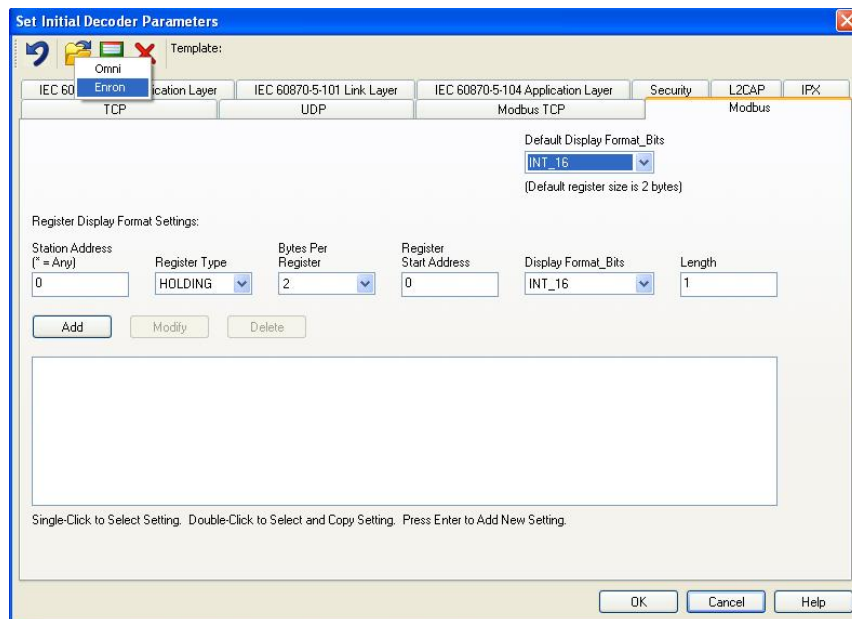 Set Initial Decoder Parameters
Template:
Omni
Enron
IEC 60
ication Layer
IEC 60870-5-101 Link Layer
IEC 60870-5-104 Application Layer
Security
L2CAP
IPX
TCP
UDP
Modbus TCP
Modbus
Default Display Format_Bits
INT_16
(Default register size is 2 bytes)
Register Display Format Settings:
Station Address
(* = Any)
Register Type
Bytes Per
Register
Register
Start Address
Display Format_Bits
Length
0
HOLDING
2
0
INT_16
1
Add
Modify
Delete
Single-Click to Select Setting. Double-Click to Select and Copy Setting. Press Enter to Add New Setting.
OK
Cancel
Help